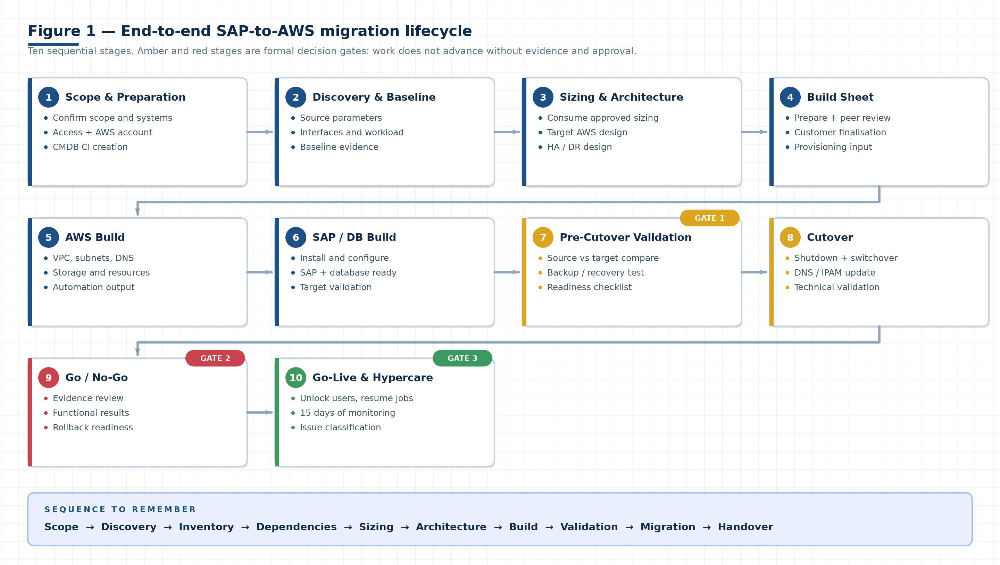 Figure 1 — End-to-end SAP-to-AWS migration lifecycle
Ten sequential stages. Amber and red stages are formal decision gates: work does not advance without evidence and approval.
1 Scope & Preparation
Confirm scope and systems
Access + AWS account
CMDB CI creation
2 Discovery & Baseline
Source parameters
Interfaces and workload
Baseline evidence
3 Sizing & Architecture
Consume approved sizing
Target AWS design
HA / DR design
4 Build Sheet
Prepare + peer review
Customer finalisation
Provisioning input
5 AWS Build
VPC, subnets, DNS
Storage and resources
Automation output
6 SAP / DB Build
Install and configure
SAP + database ready
Target validation
GATE 1
7 Pre-Cutover Validation
Source vs target compare
Backup / recovery test
Readiness checklist
8 Cutover
Shutdown + switchover
DNS / IPAM update
Technical validation
GATE 2
9 Go / No-Go
Evidence review
Functional results
Rollback readiness
GATE 3
10 Go-Live & Hypercare
Unlock users, resume jobs
15 days of monitoring
Issue classification
SEQUENCE TO REMEMBER
Scope → Discovery → Inventory → Dependencies → Sizing → Architecture → Build → Validation → Migration → Handover